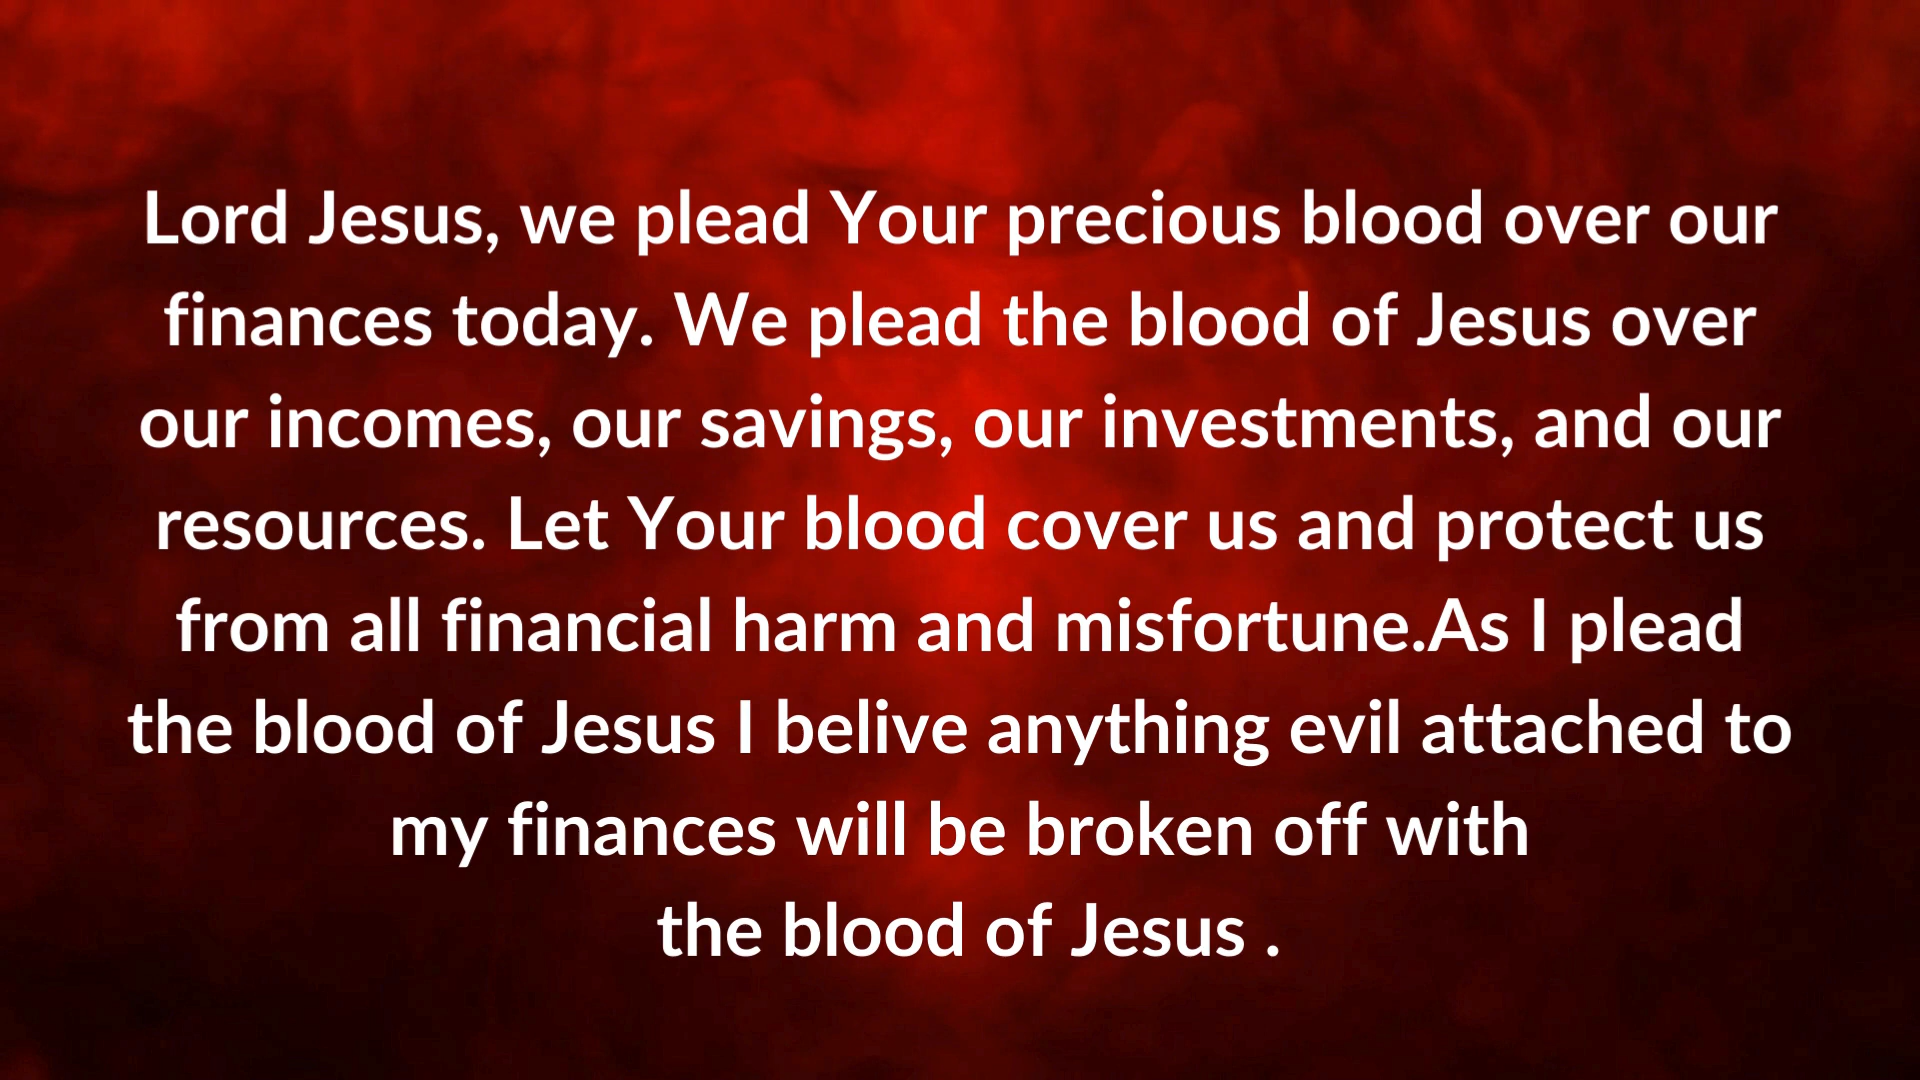 Lord Jesus, we plead Your precious blood over our
finances today. We plead the blood of Jesus over
our incomes, our savings, our investments, and our
resources. Let Your blood cover us and protect us
from all financial harm and misfortune.As I plead
the blood of Jesus I belive anything evil attached to
my finances will be broken off with
the blood of Jesus .